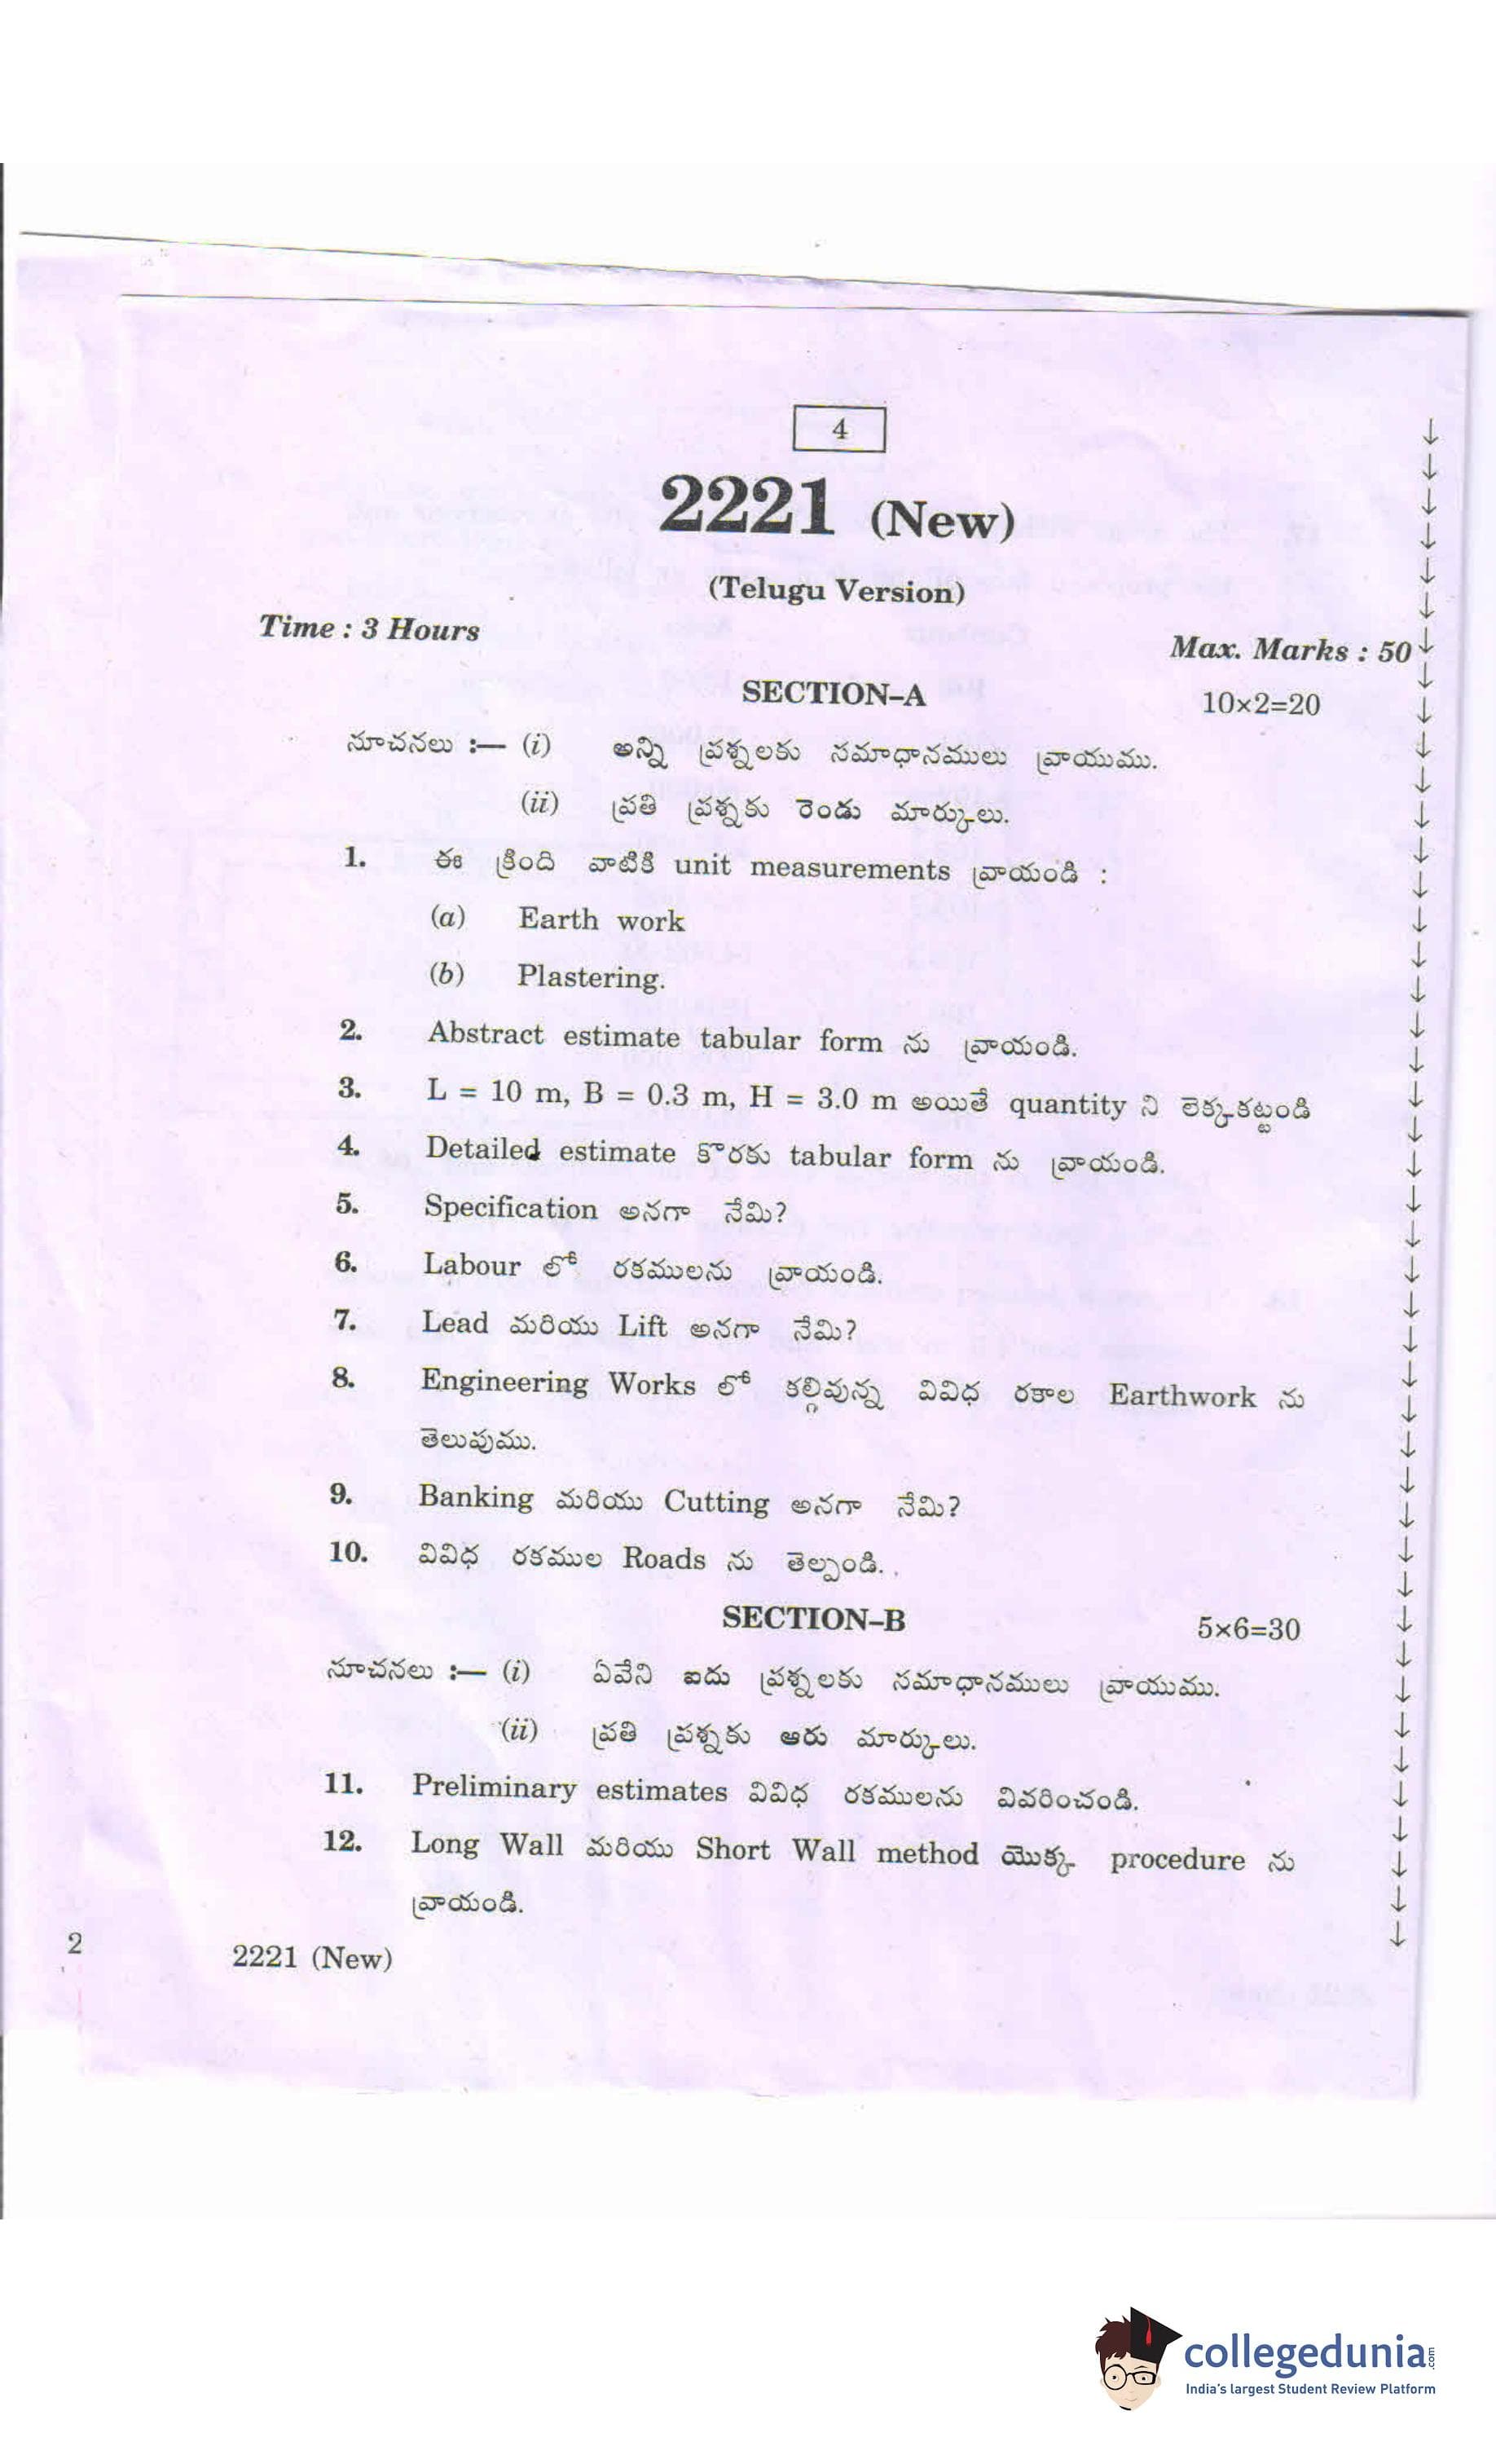 4
2221 (New)
(Telugu Version)
Time : 3 Hours
Max. Marks : 50
SECTION–A 10×2=20
సూచనలు :— (i) అన్ని ప్రశ్నలకు సమాధానములు వ్రాయుము.
(ii) ప్రతి ప్రశ్నకు రెండు మార్కులు.
1. ఈ క్రింది వాటికి unit measurements వ్రాయండి :
(a) Earth work
(b) Plastering.
2. Abstract estimate tabular form ను వ్రాయండి.
3. L = 10 m, B = 0.3 m, H = 3.0 m అయితే quantity ని లెక్కకట్టండి
4. Detailed estimate కొరకు tabular form ను వ్రాయండి.
5. Specification అనగా నేమి?
6. Labour లో రకములను వ్రాయండి.
7. Lead మరియు Lift అనగా నేమి?
8. Engineering Works లో కల్గివున్న వివిధ రకాల Earthwork ను
తెలుపుము.
9. Banking మరియు Cutting అనగా నేమి?
10. వివిధ రకముల Roads ను తెల్పండి.
SECTION–B 5×6=30
సూచనలు :— (i) ఏవేని ఐదు ప్రశ్నలకు సమాధానములు వ్రాయుము.
(ii) ప్రతి ప్రశ్నకు ఆరు మార్కులు.
11. Preliminary estimates వివిధ రకములను వివరించండి.
12. Long Wall మరియు Short Wall method యొక్క procedure ను
వ్రాయండి.
2
2221 (New)
collegedunia.com
India's largest Student Review Platform